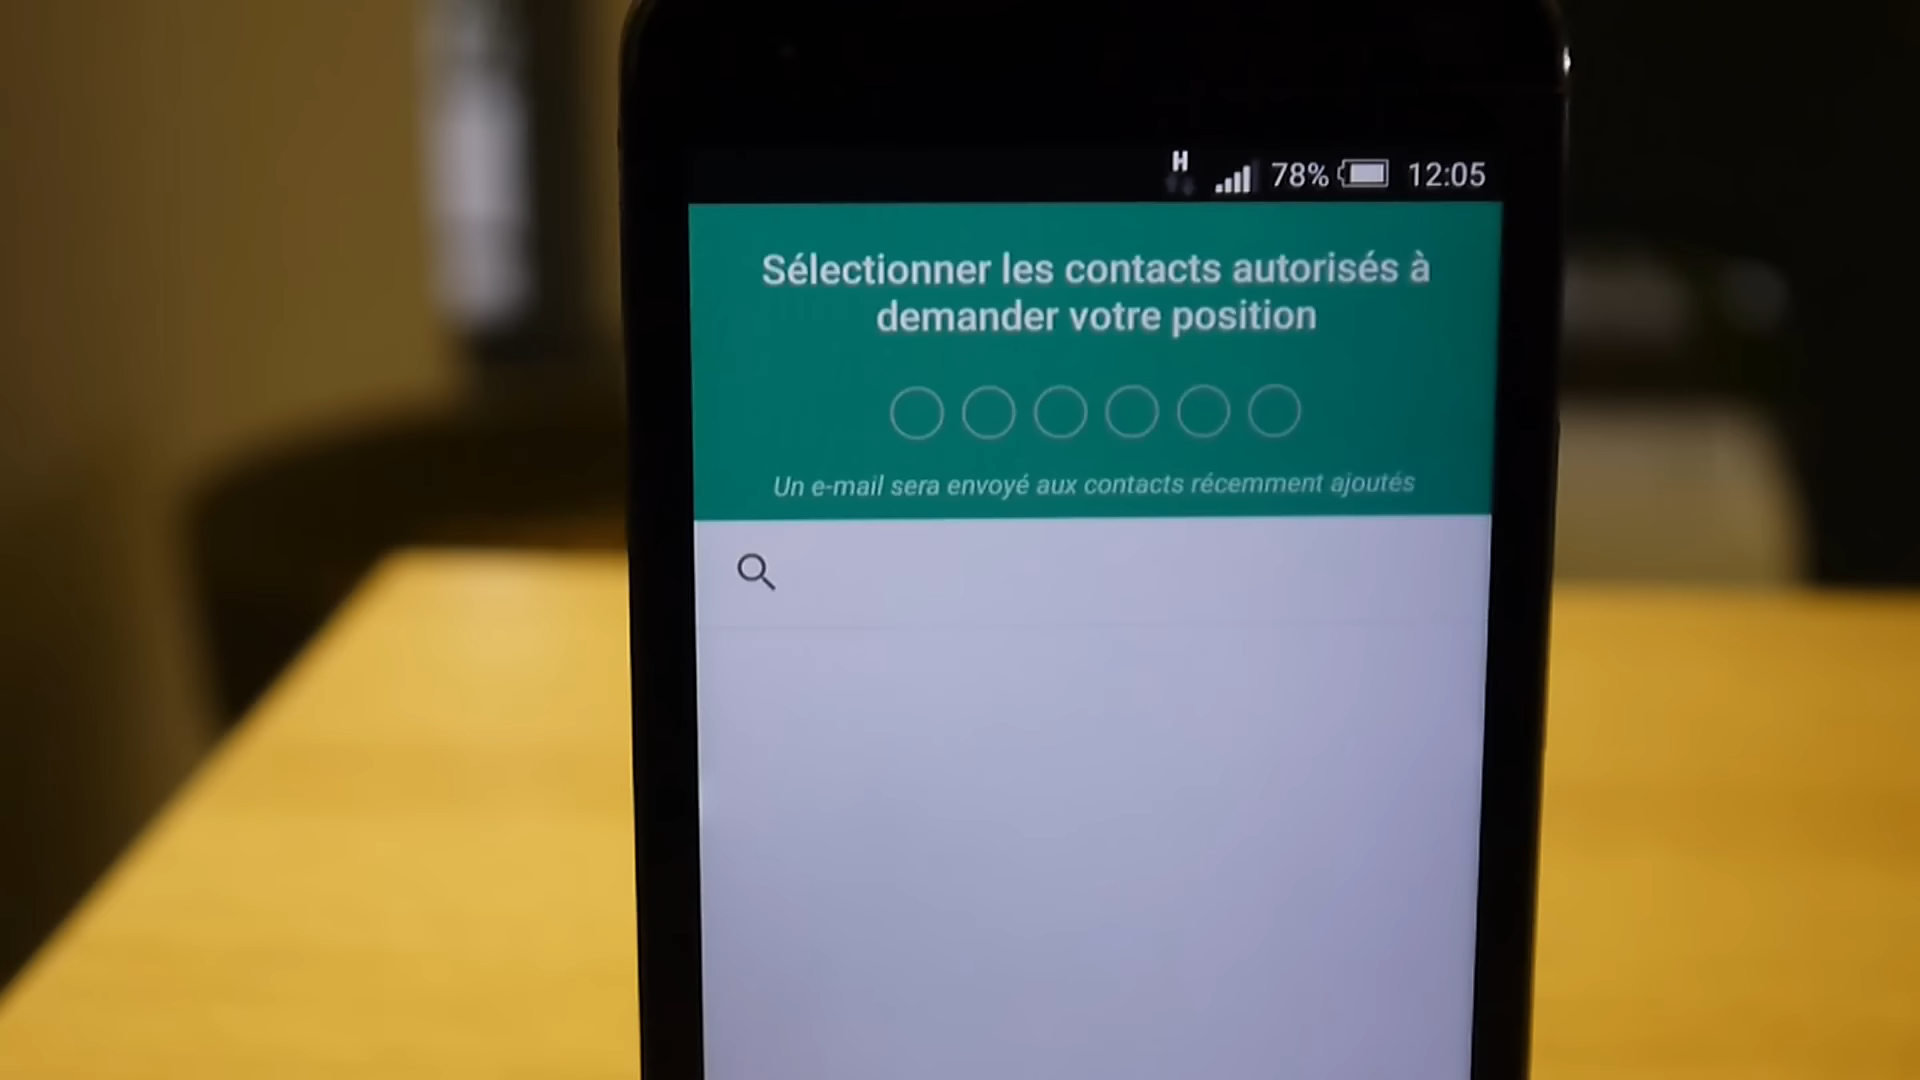 H 78% 12:05
Sélectionner les contacts autorisés à
demander votre position
Un e-mail sera envoyé aux contacts récemment ajoutés